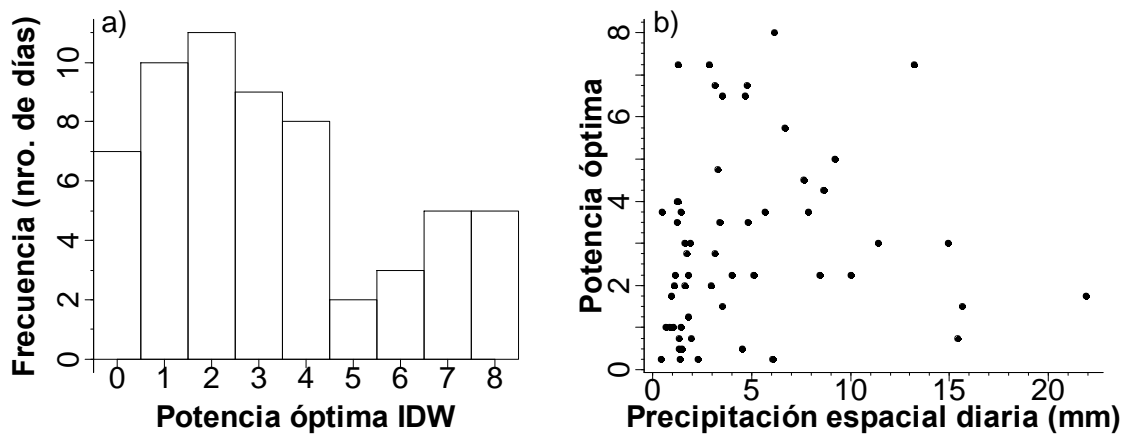 a)
Frecuencia (nro. de días)
0 2 4 6 8 10
0 1 2 3 4 5 6 7 8
Potencia óptima IDW
b)
Potencia óptima
0 2 4 6 8
0 5 10 15 20
Precipitación espacial diaria (mm)